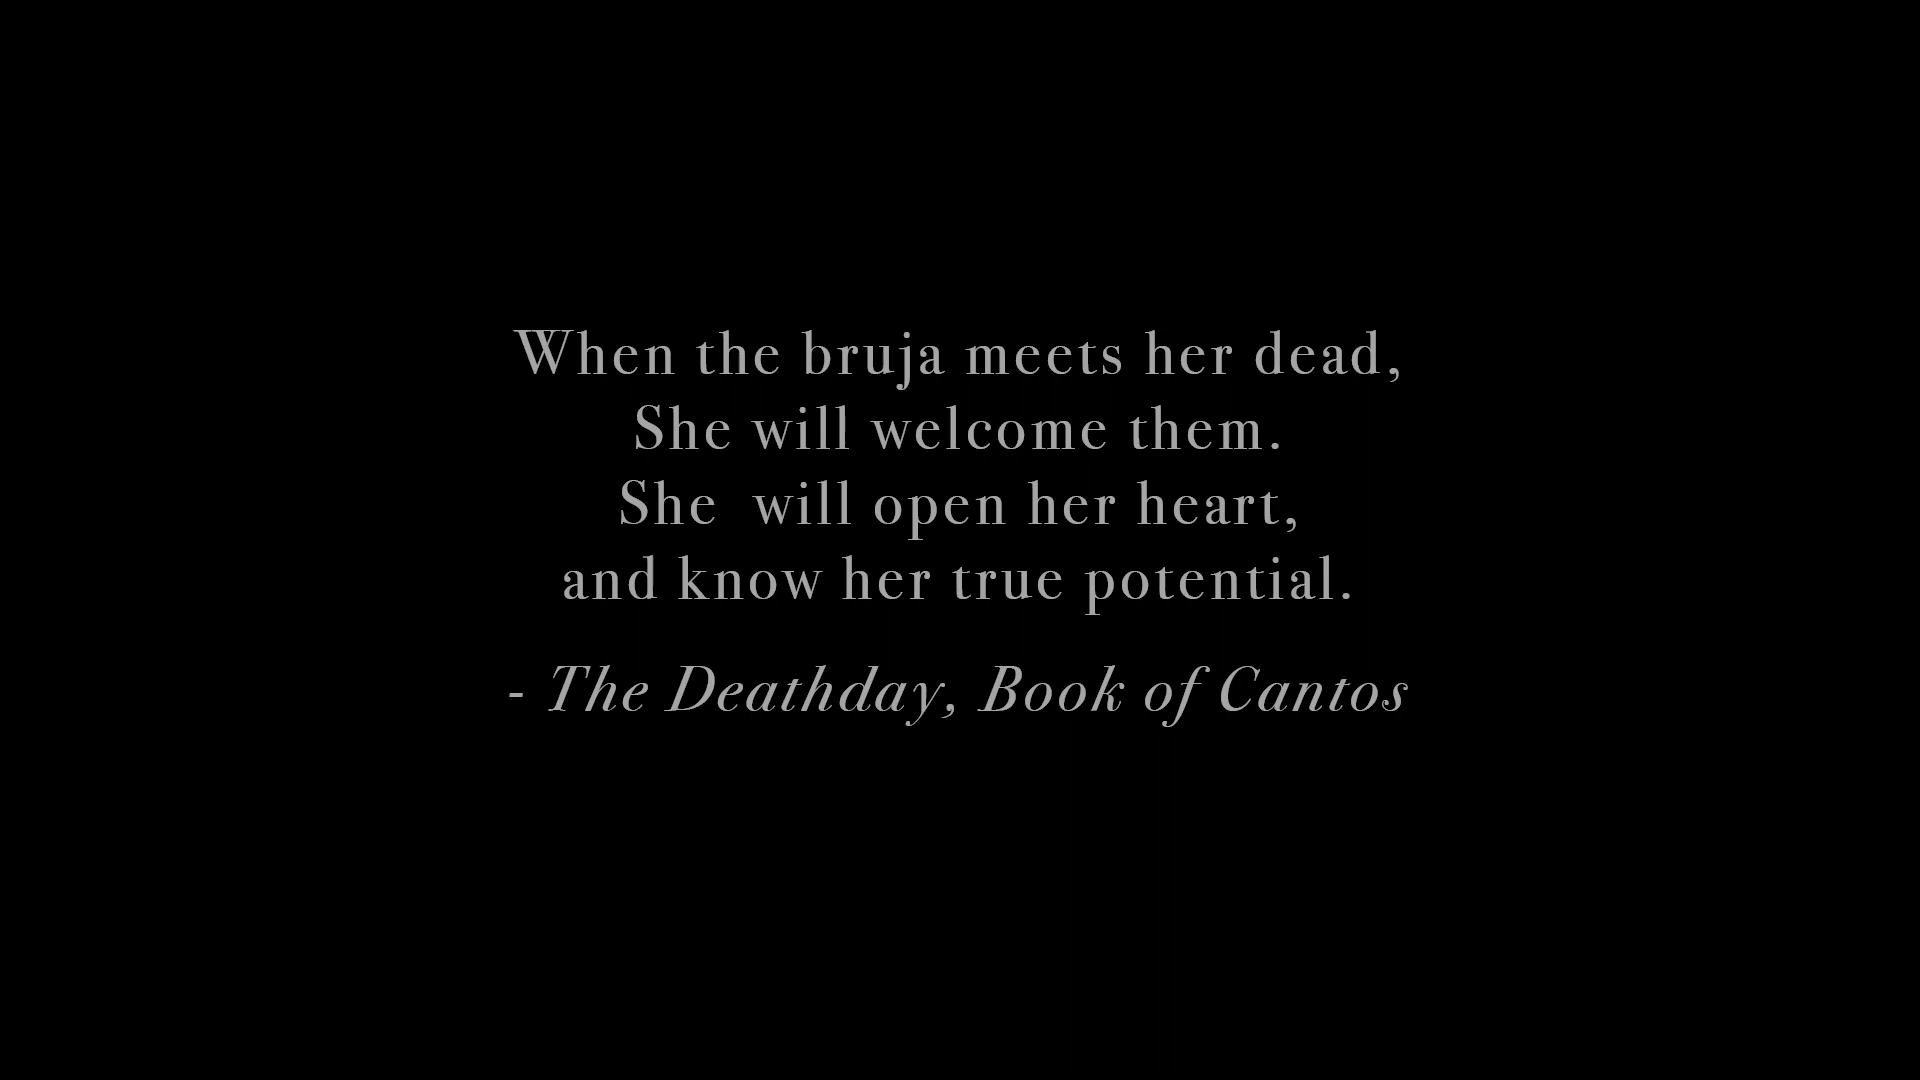 When the bruja meets her dead,
She will welcome them.
She  will open her heart,
and know her true potential.
- The Deathday, Book of Cantos